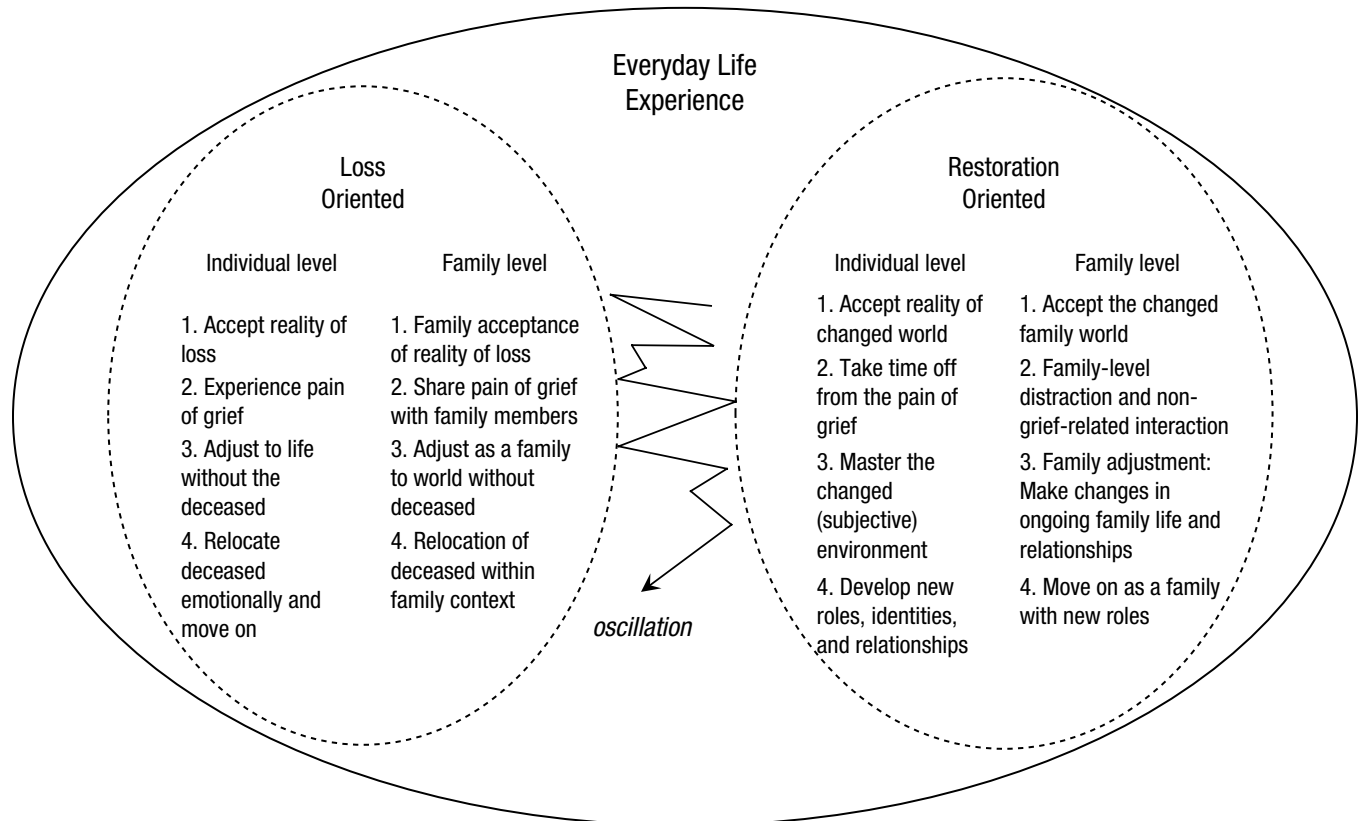 Everyday Life
Experience
Loss
Oriented
Individual level
1. Accept reality of
loss
2. Experience pain
of grief
3. Adjust to life
without the
deceased
4. Relocate
deceased
emotionally and
move on
Family level
1. Family acceptance
of reality of loss
2. Share pain of grief
with family members
3. Adjust as a family
to world without
deceased
4. Relocation of
deceased within
family context
oscillation
Restoration
Oriented
Individual level
1. Accept reality of
changed world
2. Take time off
from the pain of
grief
3. Master the
changed
(subjective)
environment
4. Develop new
roles, identities,
and relationships
Family level
1. Accept the changed
family world
2. Family-level
distraction and non-
grief-related interaction
3. Family adjustment:
Make changes in
ongoing family life and
relationships
4. Move on as a family
with new roles